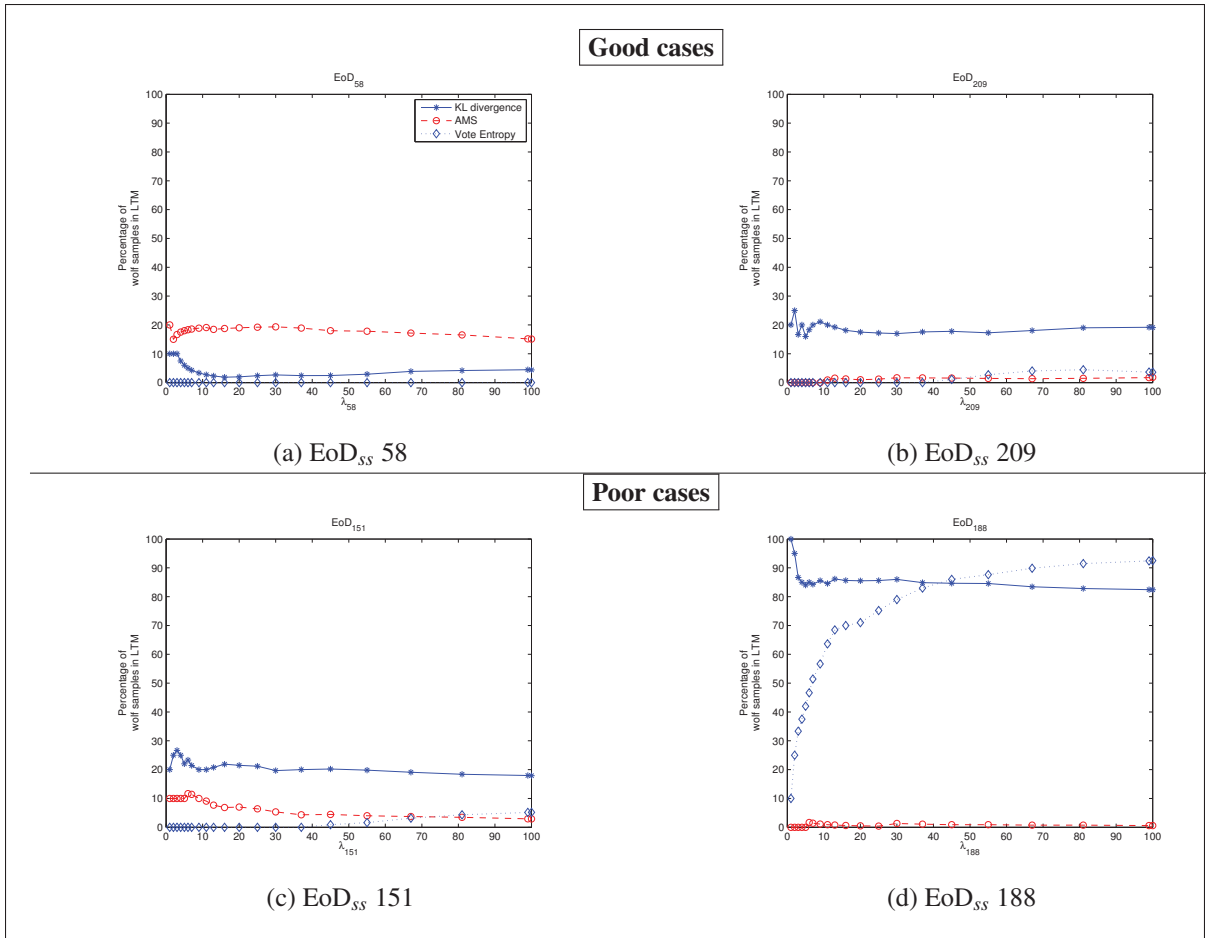 Good cases
EoD58
100
90
80
70
60
50
40
30
20
10
0
Percentage of
wolf samples in LTM
KL divergence
AMS
Vote Entropy
0 10 20 30 40 50 60 70 80 90 100
λ58
(a) EoDss 58
EoD209
100
90
80
70
60
50
40
30
20
10
0
Percentage of
wolf samples in LTM
0 10 20 30 40 50 60 70 80 90 100
λ209
(b) EoDss 209
Poor cases
EoD151
100
90
80
70
60
50
40
30
20
10
0
Percentage of
wolf samples in LTM
0 10 20 30 40 50 60 70 80 90 100
λ151
(c) EoDss 151
EoD188
100
90
80
70
60
50
40
30
20
10
0
Percentage of
wolf samples in LTM
0 10 20 30 40 50 60 70 80 90 100
λ188
(d) EoDss 188